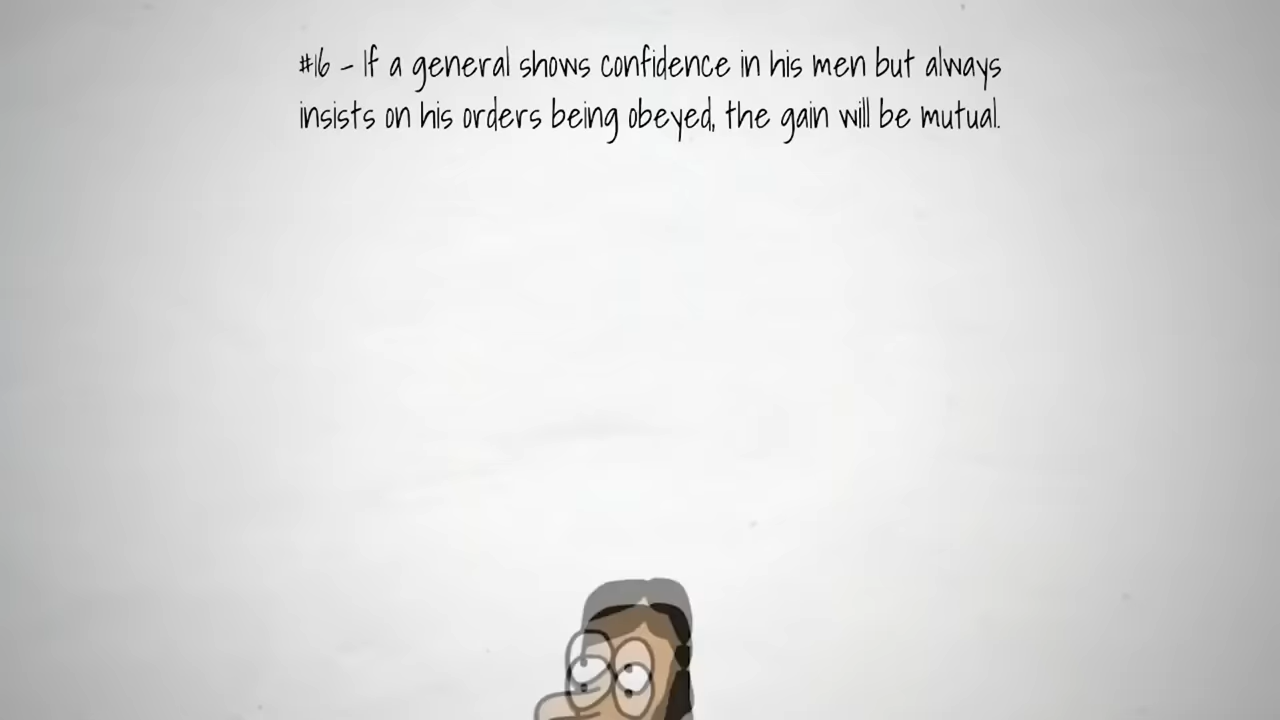 #16 - If a general shows confidence in his men but always
insists on his orders being obeyed, the gain will be mutual.